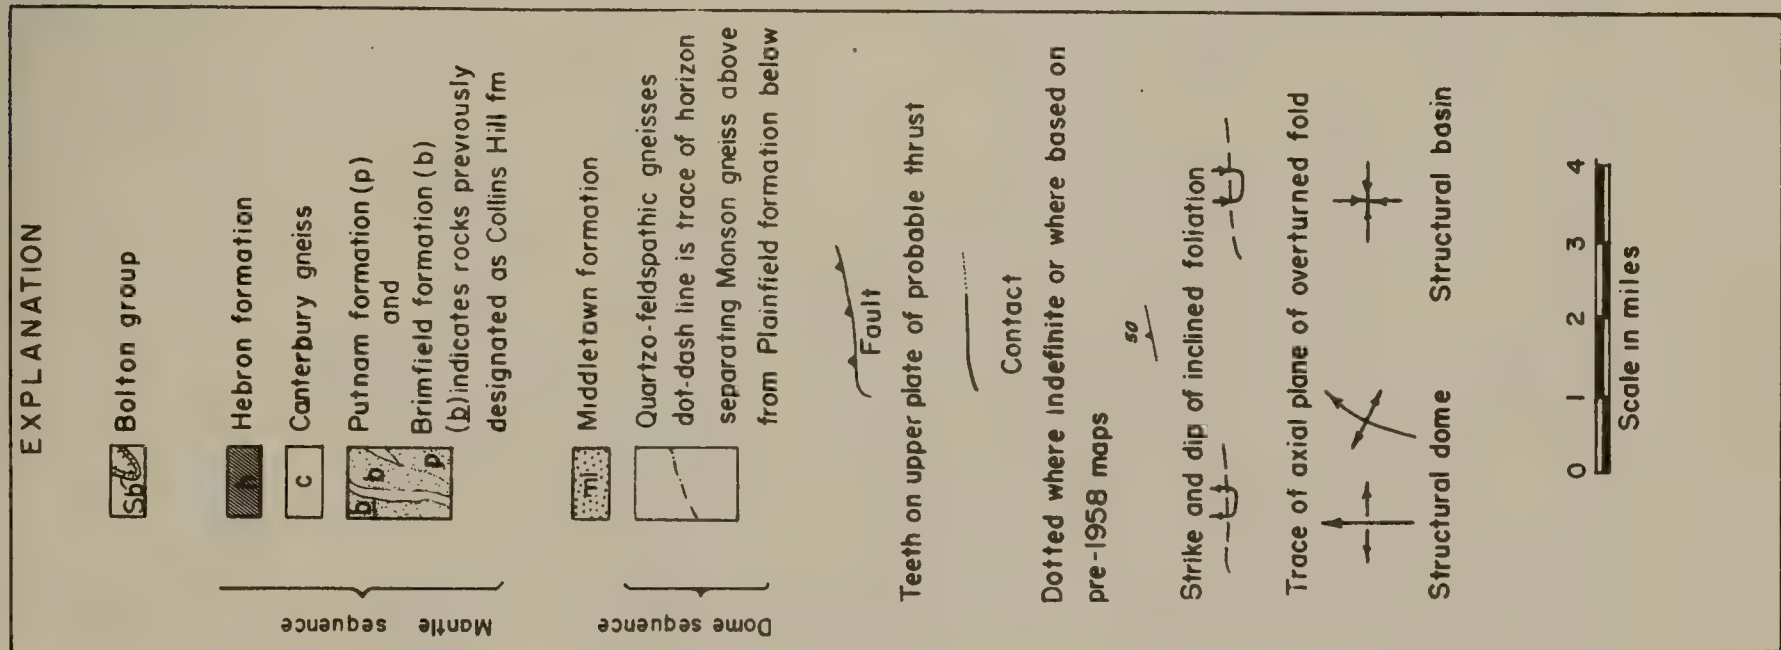 EXPLANATION
Sb
Bolton group
h
Hebron formation
c
Canterbury gneiss
b
b
p
Putnam formation (p)
and
Brimfield formation (b)
(b) indicates rocks previously
designated as Collins Hill fm
Mantle sequence
m
Middletown formation
Quartzo-feldspathic gneisses
dot-dash line is trace of horizon
separating Monson gneiss above
from Plainfield formation below
Dome sequence
Fault
Teeth on upper plate of probable thrust
Contact
Dotted where indefinite or where based on
pre-1958 maps
50
Strike and dip of inclined foliation
Trace of axial plane of overturned fold
Structural dome
Structural basin
0 1 2 3 4
Scale in miles